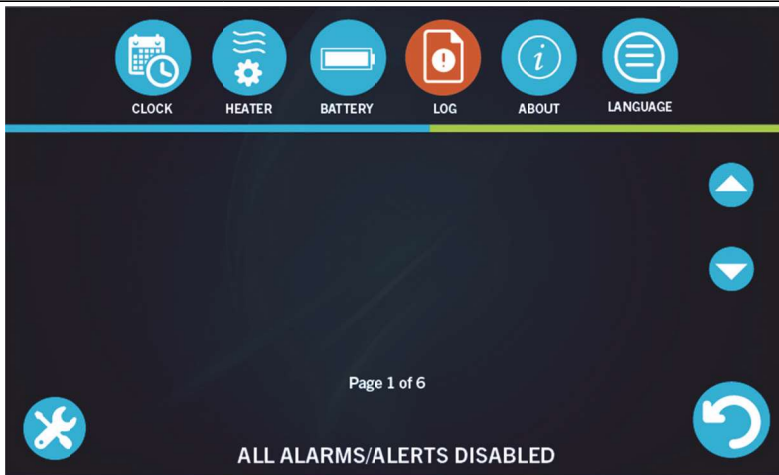 CLOCK HEATER BATTERY LOG ABOUT LANGUAGE
Page 1 of 6
ALL ALARMS/ALERTS DISABLED